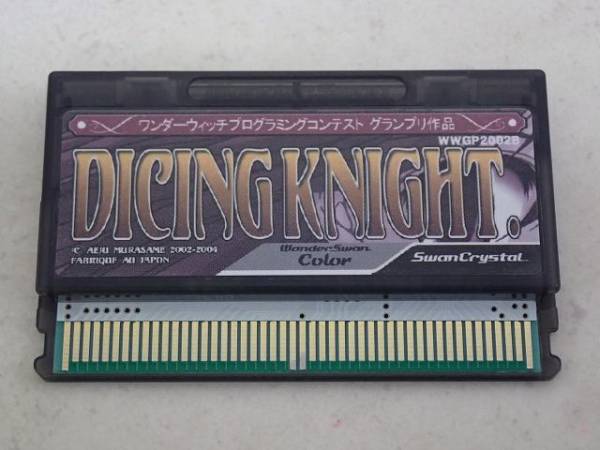 ワンダーウィッチプログラミングコンテスト グランプリ作品
WWGP2002B
DICING KNIGHT.
© AERI MURASAME 2002-2004
FABRIQUE AU JAPON
WonderSwan Color
SwanCrystal